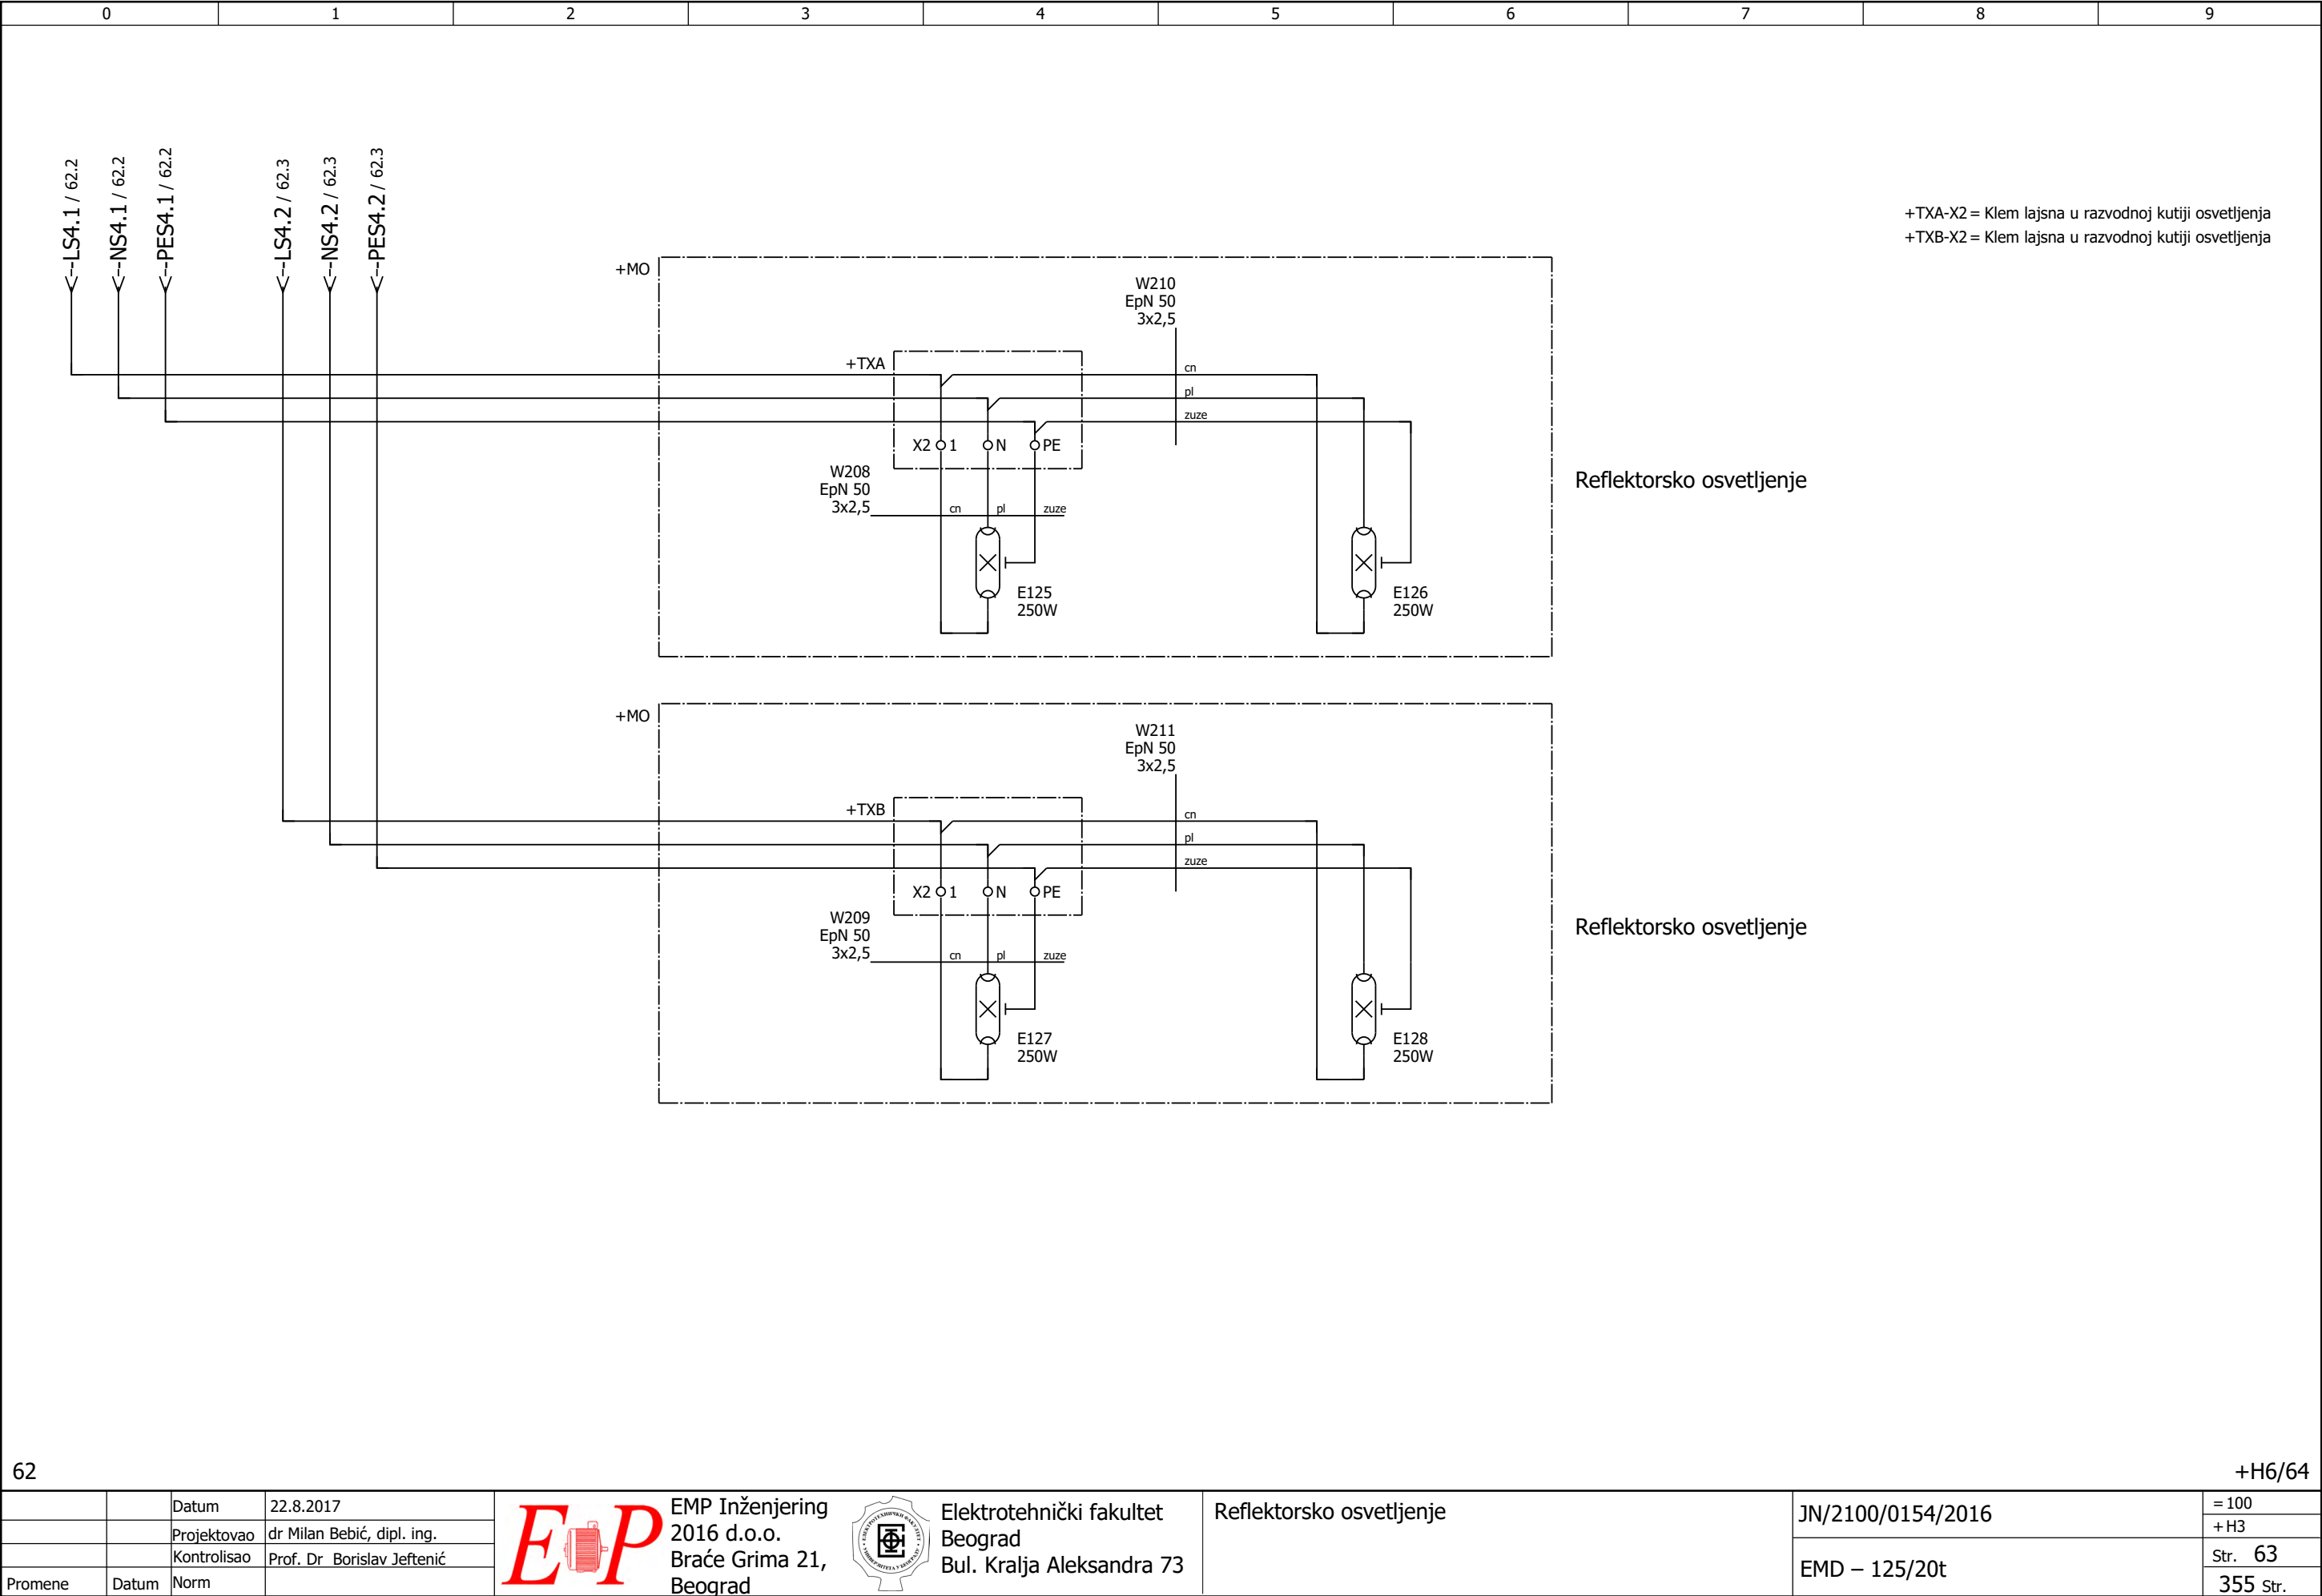 0 1 2 3 4 5 6 7 8 9
-LS4.1 / 62.2
-NS4.1 / 62.2
-PES4.1 / 62.2
-LS4.2 / 62.3
-NS4.2 / 62.3
-PES4.2 / 62.3
+TXA-X2 = Klem lajsna u razvodnoj kutiji osvetljenja
+TXB-X2 = Klem lajsna u razvodnoj kutiji osvetljenja
+MO
W210
EpN 50
3x2,5
+TXA
cn
pl
zuze
X2 1 N PE
W208
EpN 50
3x2,5
cn pl zuze
E125
250W
E126
250W
Reflektorsko osvetljenje
+MO
W211
EpN 50
3x2,5
+TXB
cn
pl
zuze
X2 1 N PE
W209
EpN 50
3x2,5
cn pl zuze
E127
250W
E128
250W
Reflektorsko osvetljenje
62
+H6/64
Datum 22.8.2017
Projektovao dr Milan Bebić, dipl. ing.
Kontrolisao Prof. Dr Borislav Jeftenić
Promene Datum Norm
EP
EMP Inženjering
2016 d.o.o.
Braće Grima 21,
Beograd
Elektrotehnički fakultet
Beograd
Bul. Kralja Aleksandra 73
Reflektorsko osvetljenje
JN/2100/0154/2016
EMD – 125/20t
= 100
+ H3
Str. 63
355 Str.